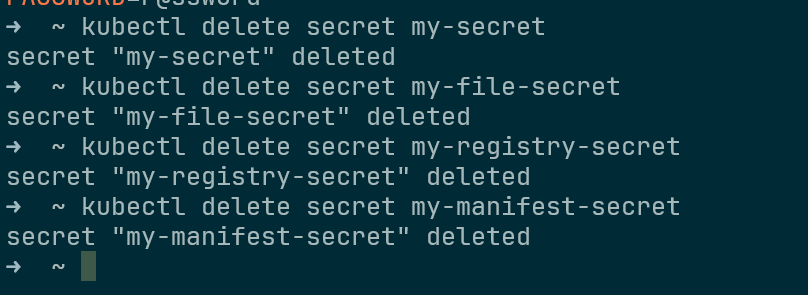 ➜  ~ kubectl delete secret my-secret
secret "my-secret" deleted
➜  ~ kubectl delete secret my-file-secret
secret "my-file-secret" deleted
➜  ~ kubectl delete secret my-registry-secret
secret "my-registry-secret" deleted
➜  ~ kubectl delete secret my-manifest-secret
secret "my-manifest-secret" deleted
➜  ~